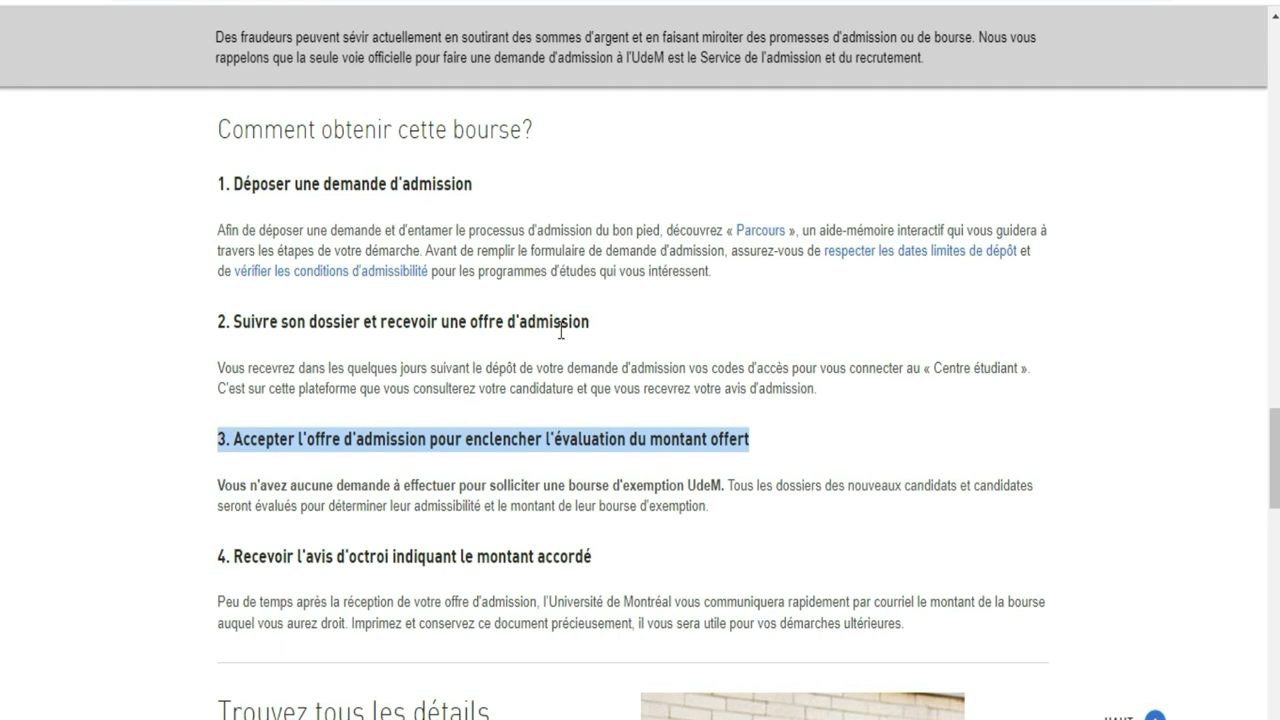 Des fraudeurs peuvent sévir actuellement en soutirant des sommes d'argent et en faisant miroiter des promesses d'admission ou de bourse. Nous vous
rappelons que la seule voie officielle pour faire une demande d'admission à l'UdeM est le Service de l'admission et du recrutement.
Comment obtenir cette bourse?
1. Déposer une demande d'admission
Afin de déposer une demande et d'entamer le processus d'admission du bon pied, découvrez « Parcours », un aide-mémoire interactif qui vous guidera à
travers les étapes de votre démarche. Avant de remplir le formulaire de demande d'admission, assurez-vous de respecter les dates limites de dépôt et
de vérifier les conditions d'admissibilité pour les programmes d'études qui vous intéressent.
2. Suivre son dossier et recevoir une offre d'admission
Vous recevrez dans les quelques jours suivant le dépôt de votre demande d'admission vos codes d'accès pour vous connecter au « Centre étudiant ».
C'est sur cette plateforme que vous consulterez votre candidature et que vous recevrez votre avis d'admission.
3. Accepter l'offre d'admission pour enclencher l'évaluation du montant offert
Vous n'avez aucune demande à effectuer pour solliciter une bourse d'exemption UdeM. Tous les dossiers des nouveaux candidats et candidates
seront évalués pour déterminer leur admissibilité et le montant de leur bourse d'exemption.
4. Recevoir l'avis d'octroi indiquant le montant accordé
Peu de temps après la réception de votre offre d'admission, l'Université de Montréal vous communiquera rapidement par courriel le montant de la bourse
auquel vous aurez droit. Imprimez et conservez ce document précieusement, il vous sera utile pour vos démarches ultérieures.
Trouvez tous les détails
HAUT